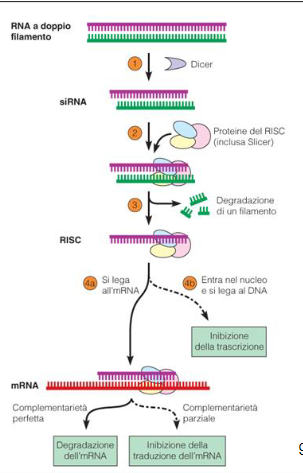 RNA a doppio
filamento
1
Dicer
siRNA
2
Proteine del RISC
(inclusa Slicer)
3
Degradazione
di un filamento
RISC
4a
Si lega
all'mRNA
4b
Entra nel nucleo
e si lega al DNA
Inibizione
della trascrizione
mRNA
Complementarietà
perfetta
Complementarietà
parziale
Degradazione
dell'mRNA
Inibizione della
traduzione dell'mRNA